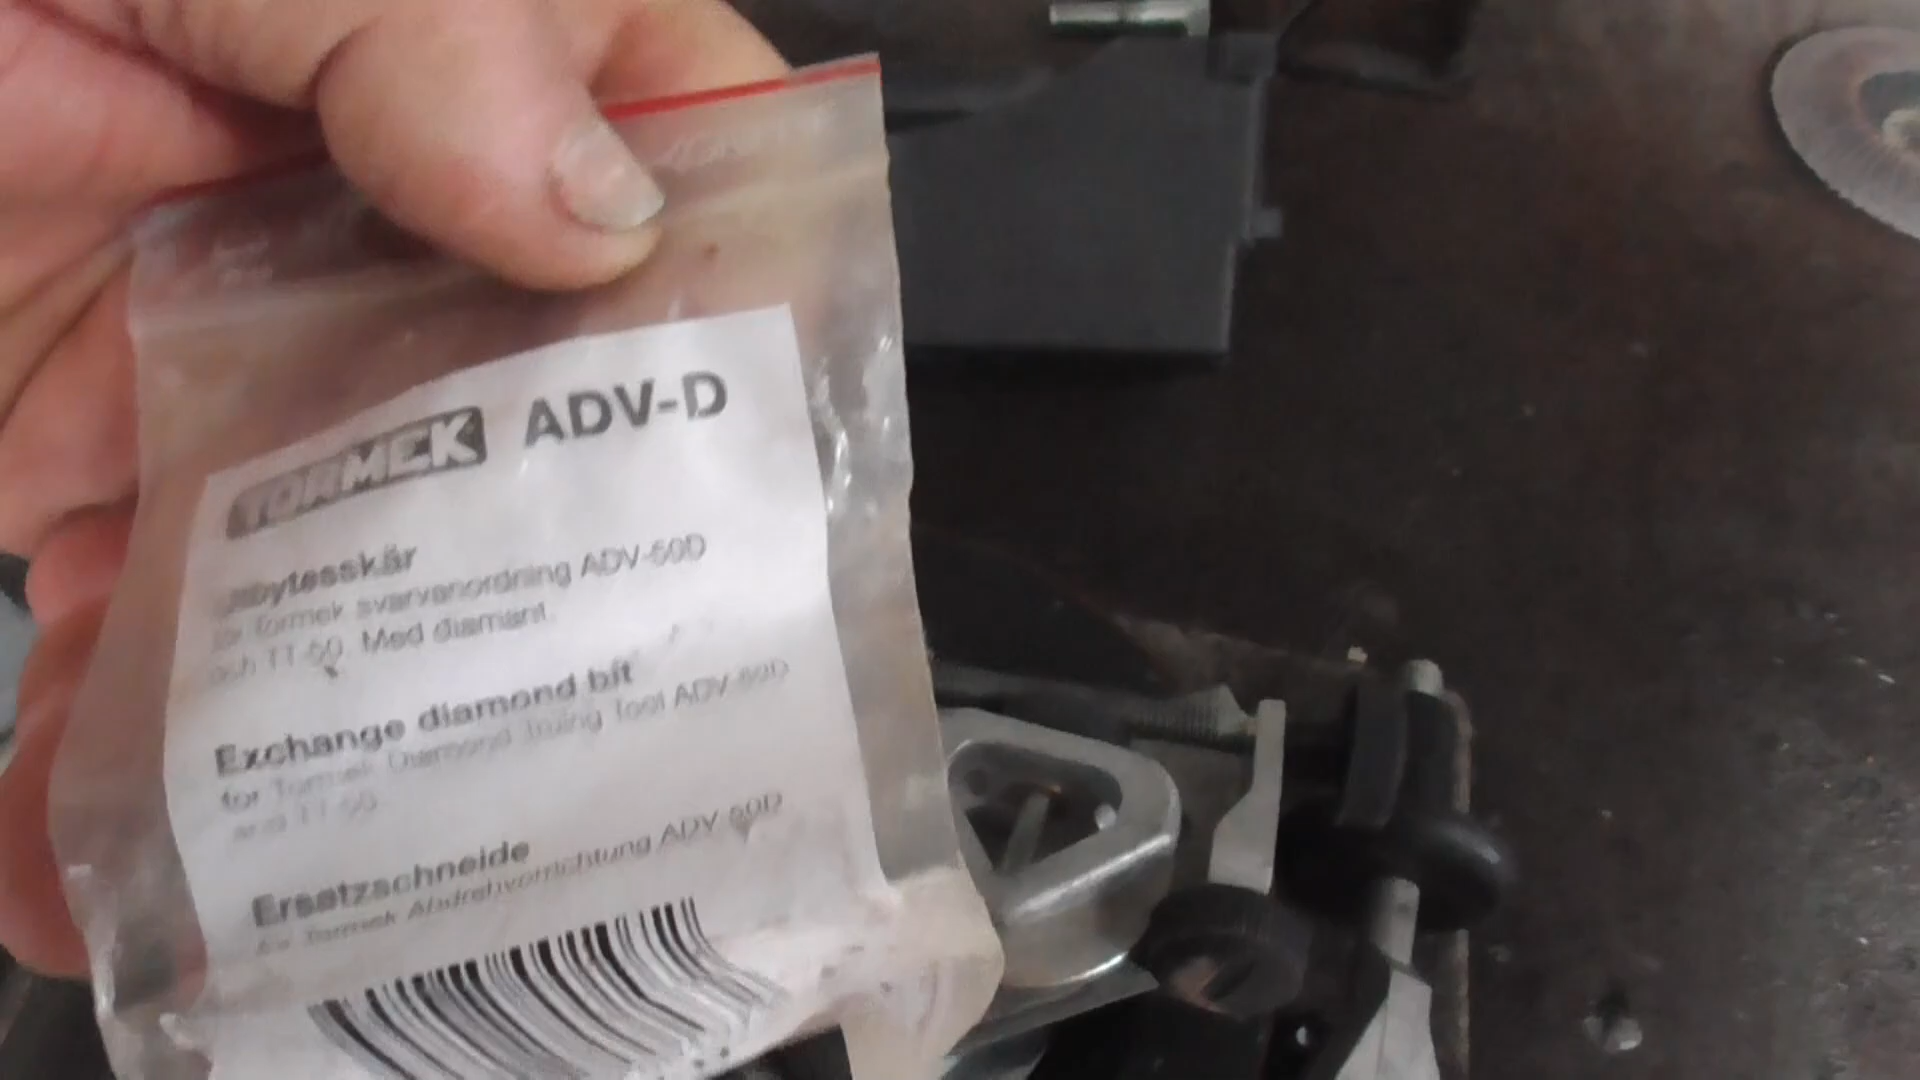 TORMEK ADV-D
Utbytesskär
för Tormek svarvanordning ADV-50D
och TT-50. Med diamant.
Exchange diamond bit
for Tormek Diamond Truing Tool ADV-50D
and TT-50
Ersatzschneide
für Tormek Abdrehvorrichtung ADV-50D